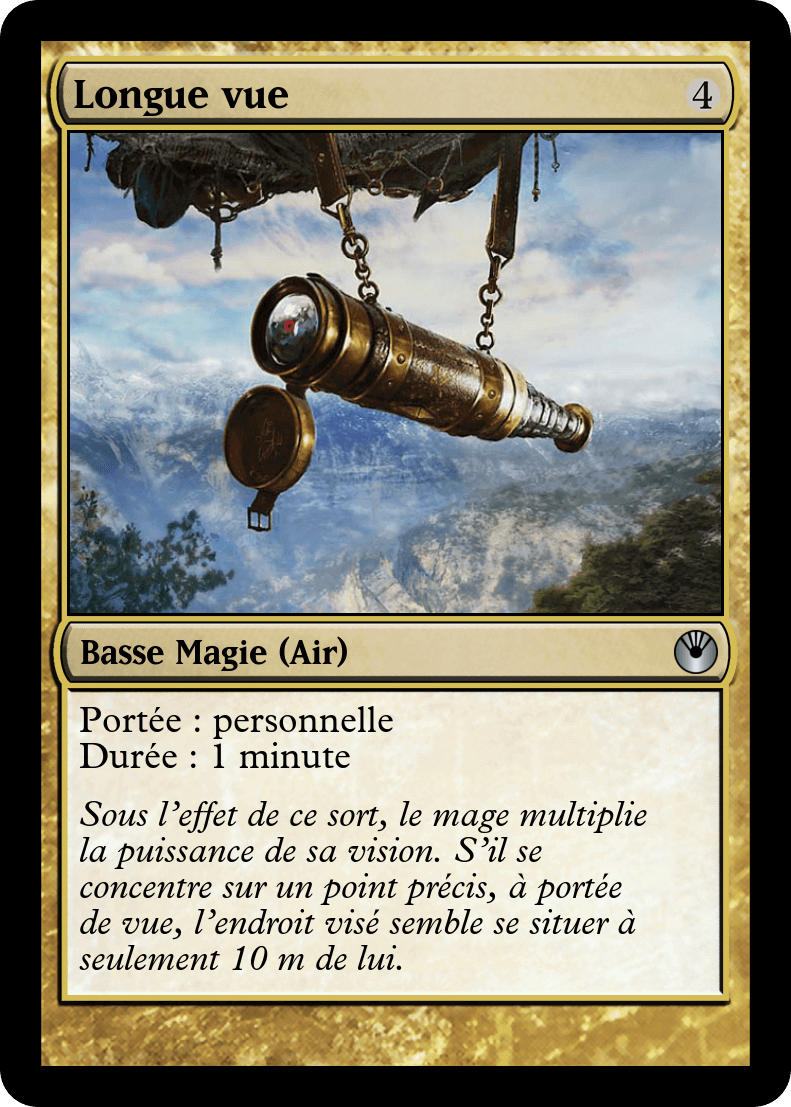 Longue vue 4
Basse Magie (Air)
Portée : personnelle
Durée : 1 minute
Sous l'effet de ce sort, le mage multiplie
la puissance de sa vision. S'il se
concentre sur un point précis, à portée
de vue, l'endroit visé semble se situer à
seulement 10 m de lui.